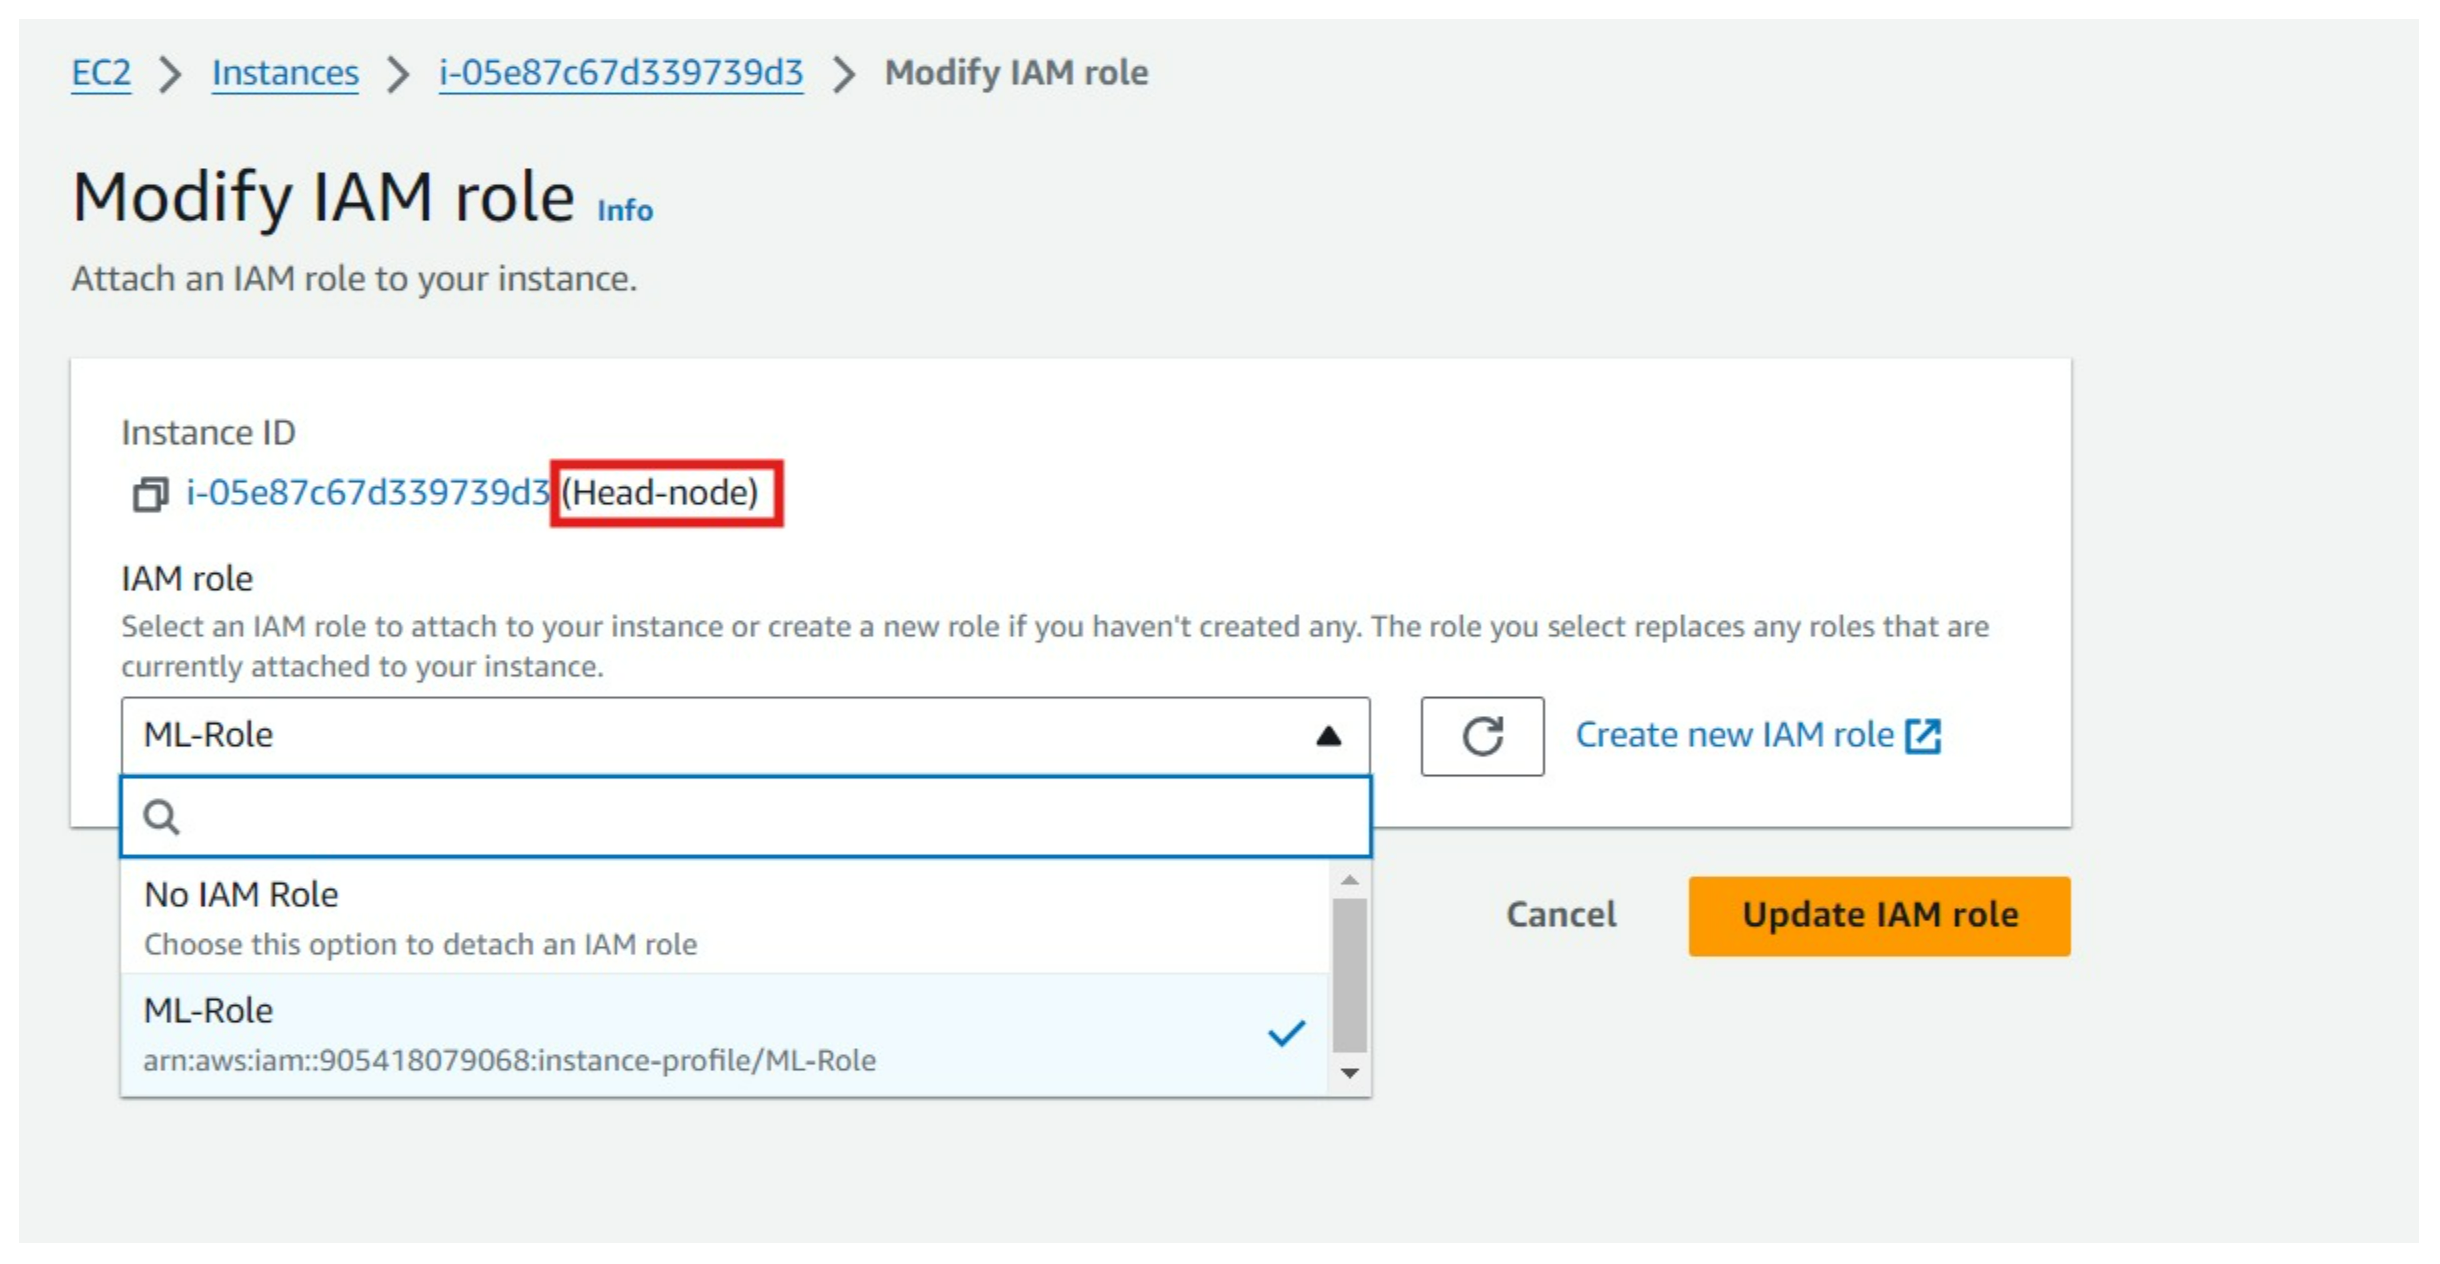 EC2 > Instances > i-05e87c67d339739d3 > Modify IAM role
Modify IAM role Info
Attach an IAM role to your instance.
Instance ID
i-05e87c67d339739d3 (Head-node)
IAM role
Select an IAM role to attach to your instance or create a new role if you haven't created any. The role you select replaces any roles that are
currently attached to your instance.
ML-Role
Create new IAM role
No IAM Role
Choose this option to detach an IAM role
Cancel
Update IAM role
ML-Role
arn:aws:iam::905418079068:instance-profile/ML-Role